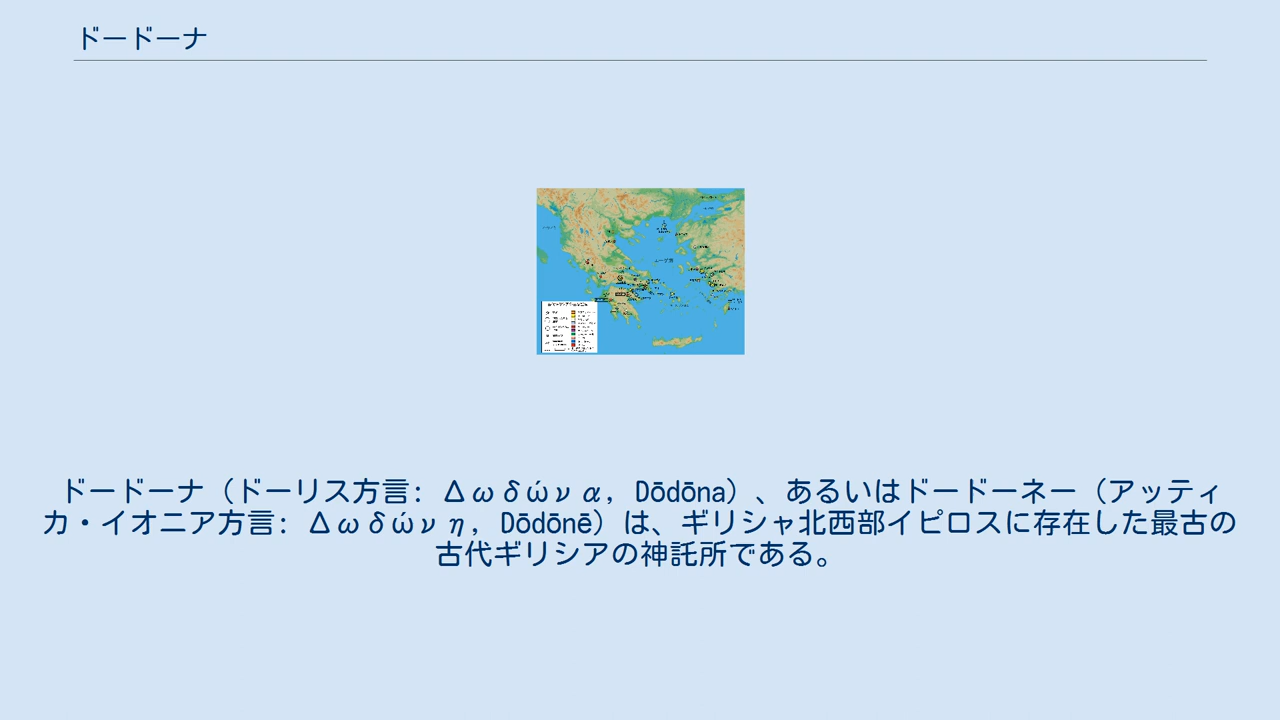 ドードーナ
ドードーナ（ドーリス方言: Δωδώνα, Dōdōna）、あるいはドードーネー（アッティ
カ・イオニア方言: Δωδώνη, Dōdōnē）は、ギリシャ北西部イピロスに存在した最古の
古代ギリシアの神託所である。